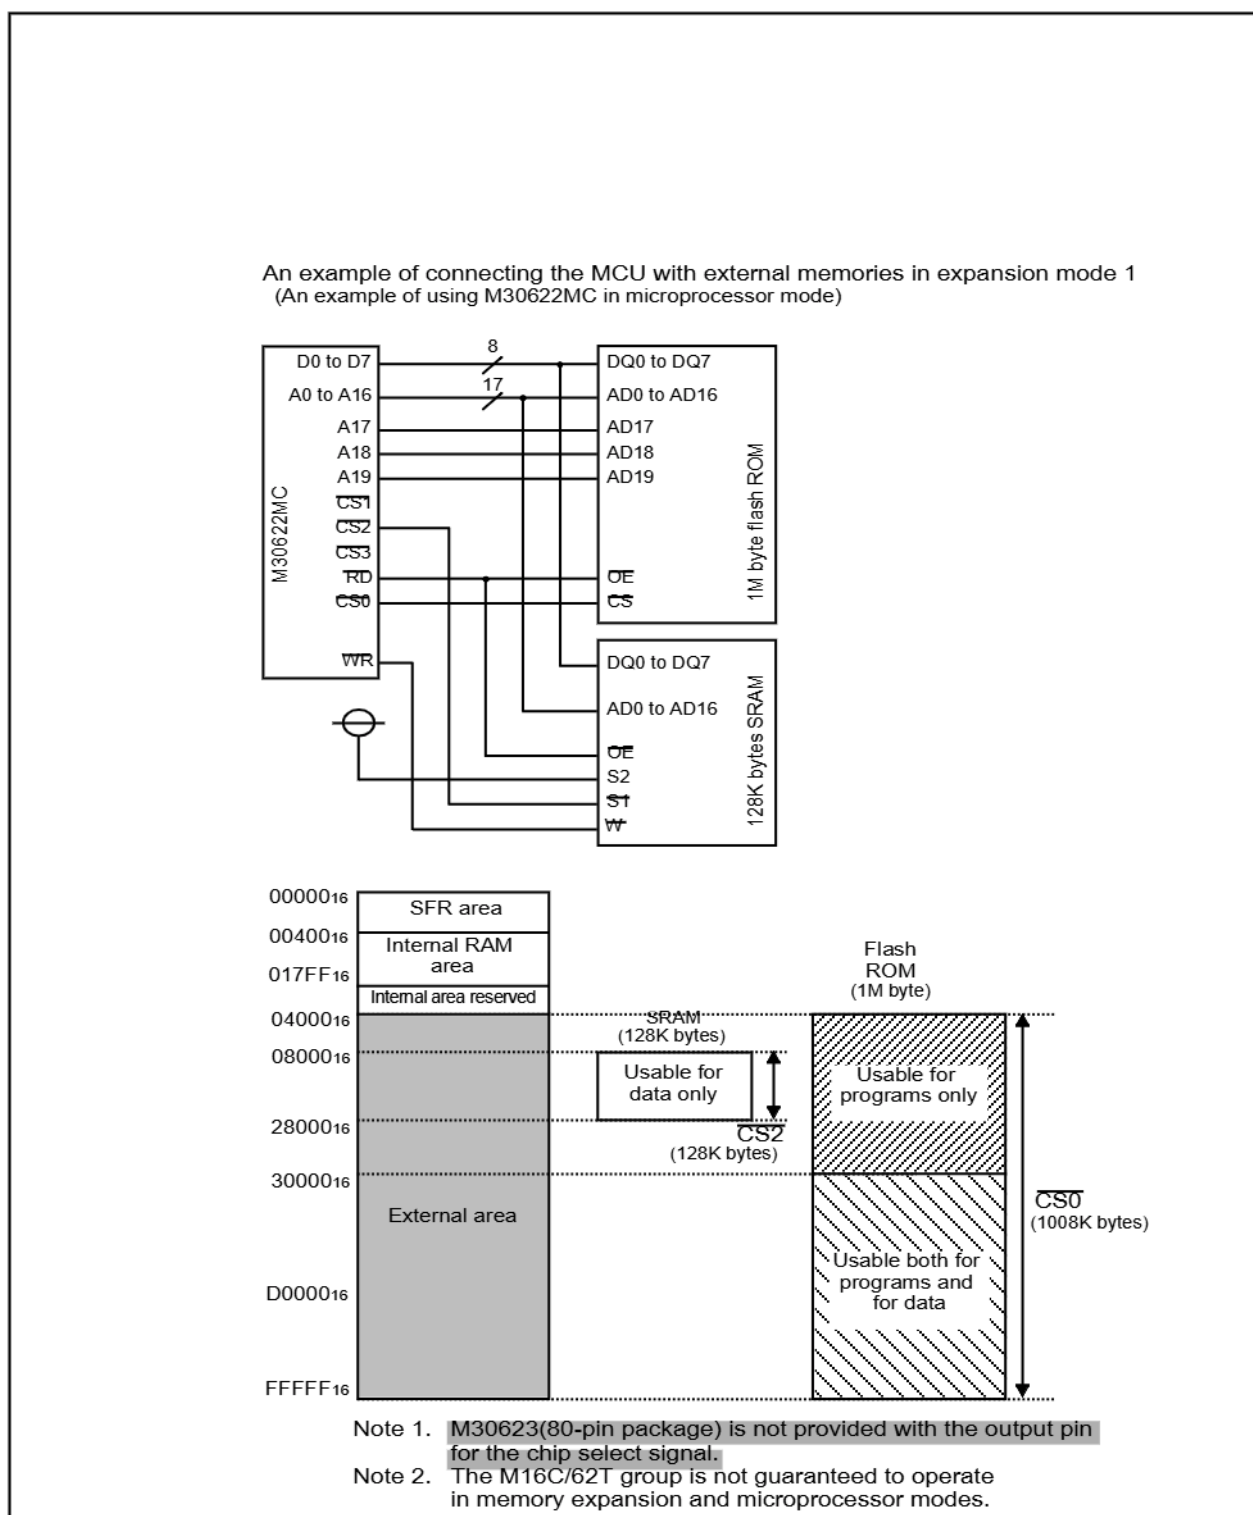 An example of connecting the MCU with external memories in expansion mode 1
(An example of using M30622MC in microprocessor mode)
M30622MC
D0 to D7
A0 to A16
A17
A18
A19
CS1
CS2
CS3
RD
CS0
WR
8
17
DQ0 to DQ7
AD0 to AD16
AD17
AD18
AD19
OE
CS
1M byte flash ROM
DQ0 to DQ7
AD0 to AD16
OE
S2
S1
W
128K bytes SRAM
0000016
0040016
017FF16
0400016
0800016
2800016
3000016
D000016
FFFFF16
SFR area
Internal RAM
area
Internal area reserved
External area
SRAM
(128K bytes)
Usable for
data only
CS2
(128K bytes)
Flash
ROM
(1M byte)
Usable for
programs only
Usable both for
programs and
for data
CS0
(1008K bytes)
Note 1. M30623(80-pin package) is not provided with the output pin
for the chip select signal.
Note 2. The M16C/62T group is not guaranteed to operate
in memory expansion and microprocessor modes.